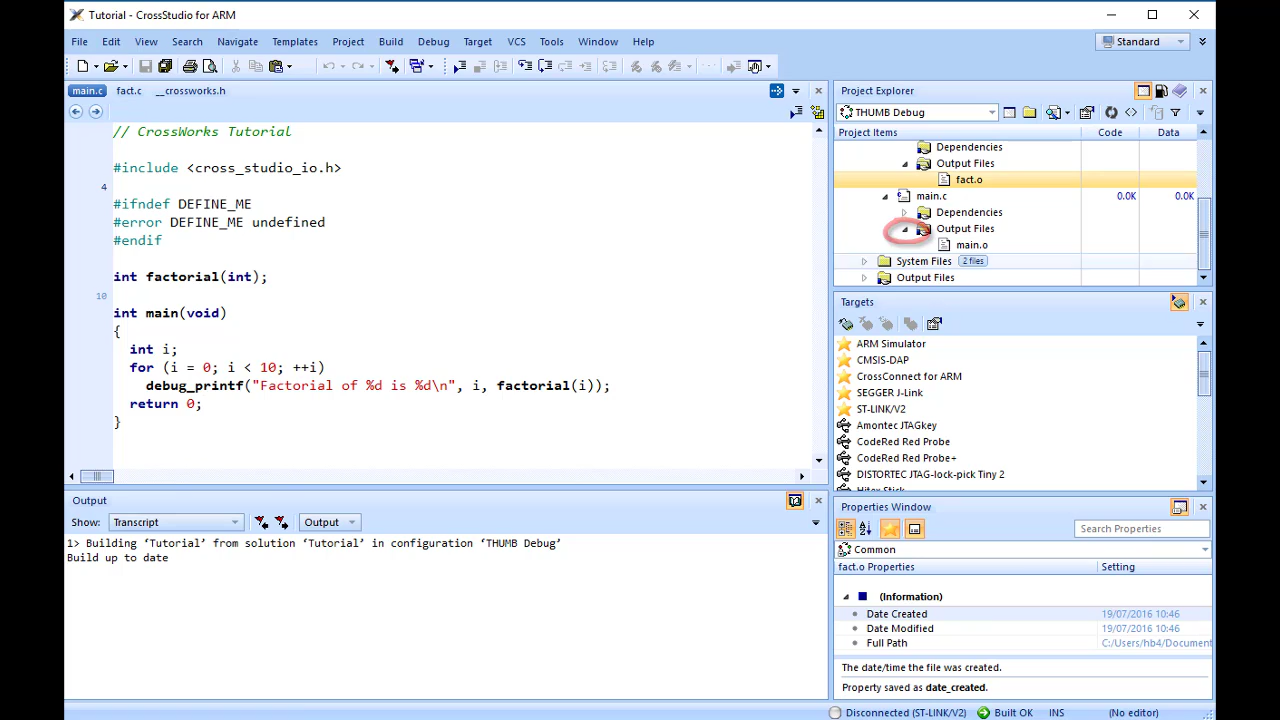 Tutorial - CrossStudio for ARM
File Edit View Search Navigate Templates Project Build Debug Target VCS Tools Window Help
Standard
main.c fact.c __crossworks.h
// CrossWorks Tutorial
#include <cross_studio_io.h>
4
#ifndef DEFINE_ME
#error DEFINE_ME undefined
#endif
int factorial(int);
10
int main(void)
{
int i;
for (i = 0; i < 10; ++i)
debug_printf("Factorial of %d is %d\n", i, factorial(i));
return 0;
}
Output
Show: Transcript Output
1> Building ‘Tutorial’ from solution ‘Tutorial’ in configuration ‘THUMB Debug’
Build up to date
Project Explorer
THUMB Debug
Project Items Code Data
Dependencies
Output Files
fact.o
main.c 0.0K 0.0K
Dependencies
Output Files
main.o
System Files 2 files
Output Files
Targets
ARM Simulator
CMSIS-DAP
CrossConnect for ARM
SEGGER J-Link
ST-LINK/V2
Amontec JTAGkey
CodeRed Red Probe
CodeRed Red Probe+
DISTORTEC JTAG-lock-pick Tiny 2
Hitex Stick
Properties Window
Search Properties
Common
fact.o Properties Setting
(Information)
Date Created 19/07/2016 10:46
Date Modified 19/07/2016 10:46
Full Path C:/Users/hb4/Document
The date/time the file was created.
Property saved as date_created.
Disconnected (ST-LINK/V2) Built OK INS (No editor)